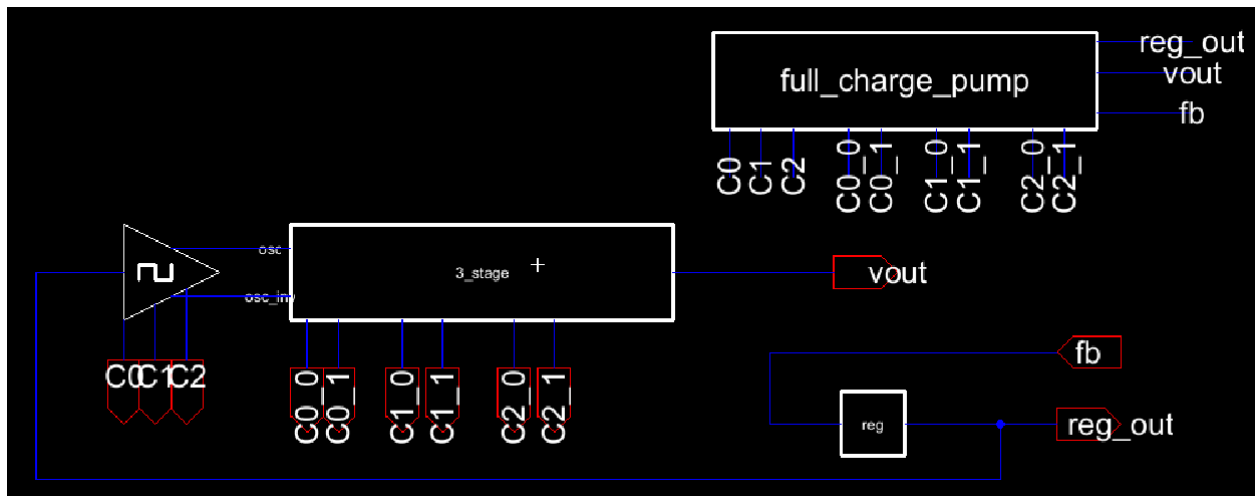 reg_out
full_charge_pump
vout
fb
C0
C1
C2
C0_0
C0_1
C1_0
C1_1
C2_0
C2_1
osc
3_stage
vout
osc_inv
C0
C1
C2
C0_0
C0_1
C1_0
C1_1
C2_0
C2_1
fb
reg
reg_out